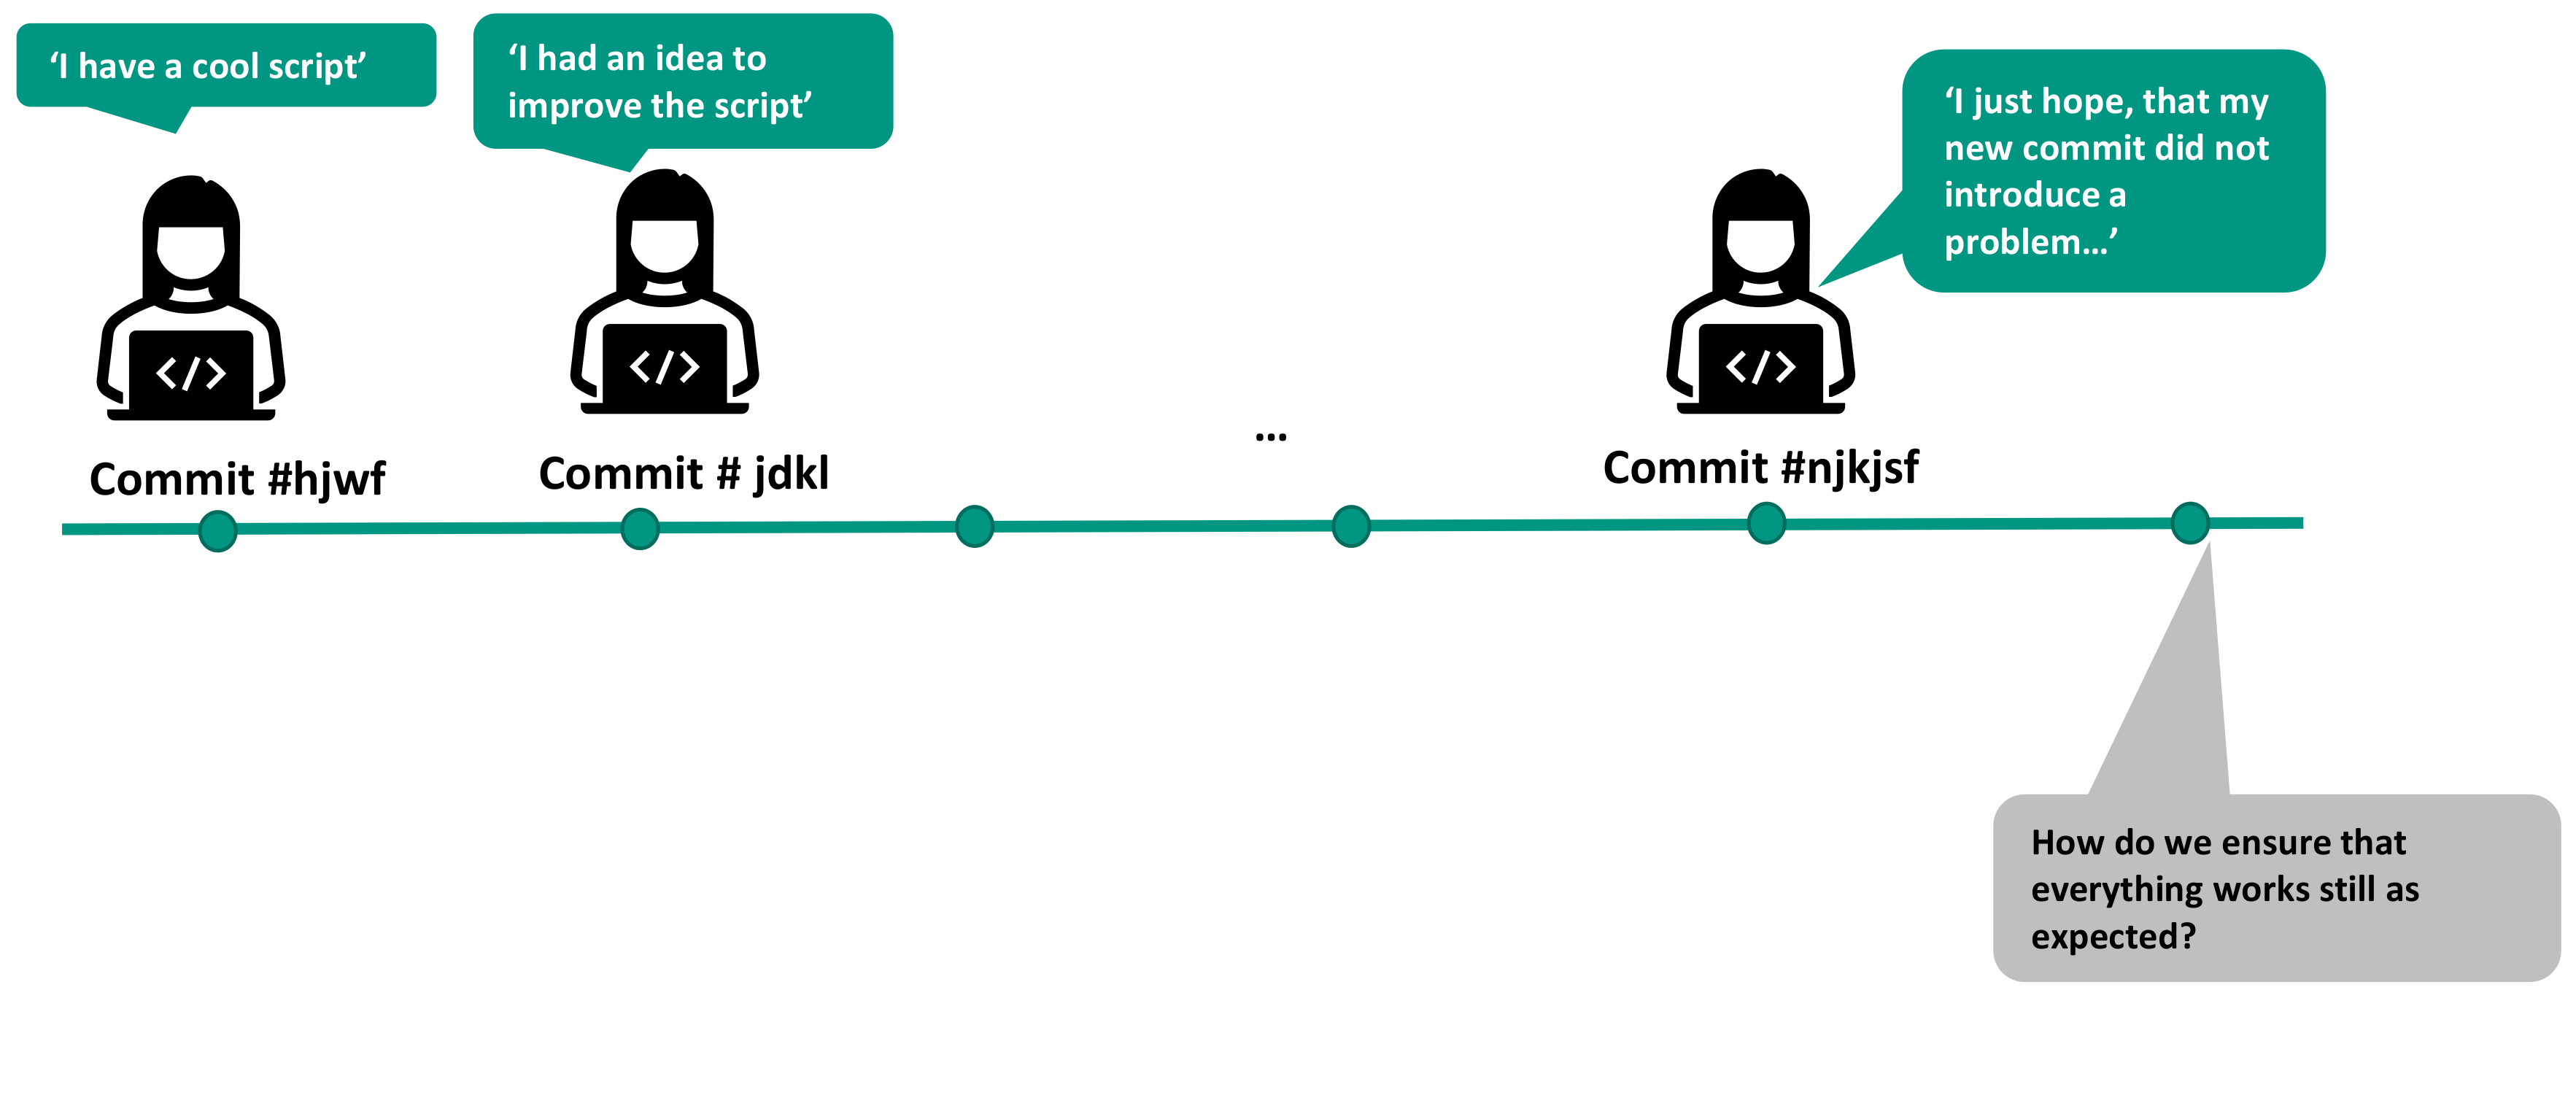 ‘I have a cool script’
‘I had an idea to
improve the script’
‘I just hope, that my
new commit did not
introduce a
problem...’
</>
</>
</>
...
Commit #hjwf
Commit # jdkl
Commit #njkjsf
How do we ensure that
everything works still as
expected?